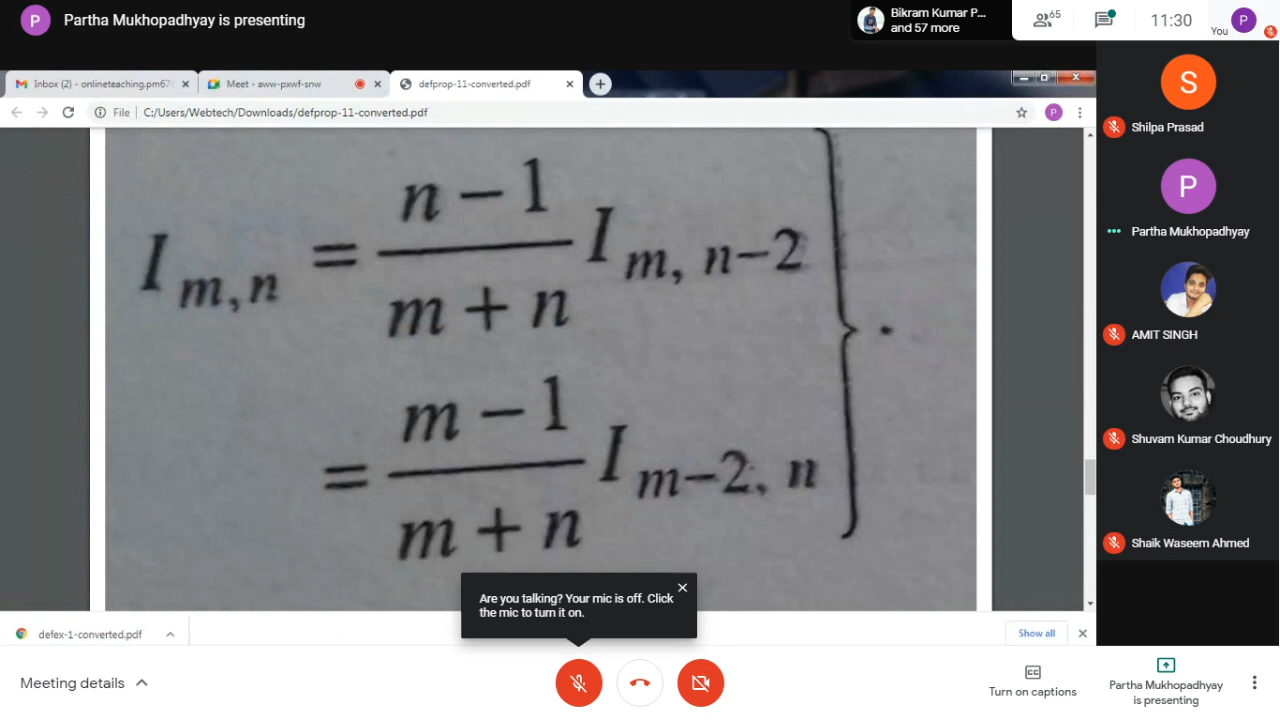 P Partha Mukhopadhyay is presenting
Bikram Kumar P...
and 57 more
65
11:30
You
P
Inbox (2) - onlineteaching.pm67
Meet - aww-pxwf-snw
defprop-11-converted.pdf
File | C:/Users/Webtech/Downloads/defprop-11-converted.pdf
P
I m,n = (n − 1)/(m + n) I m, n−2
= (m − 1)/(m + n) I m−2, n
.
S
Shilpa Prasad
P
Partha Mukhopadhyay
AMIT SINGH
Shuvam Kumar Choudhury
Shaik Waseem Ahmed
Are you talking? Your mic is off. Click
the mic to turn it on.
defex-1-converted.pdf
Show all
Meeting details
CC
Turn on captions
Partha Mukhopadhyay
is presenting